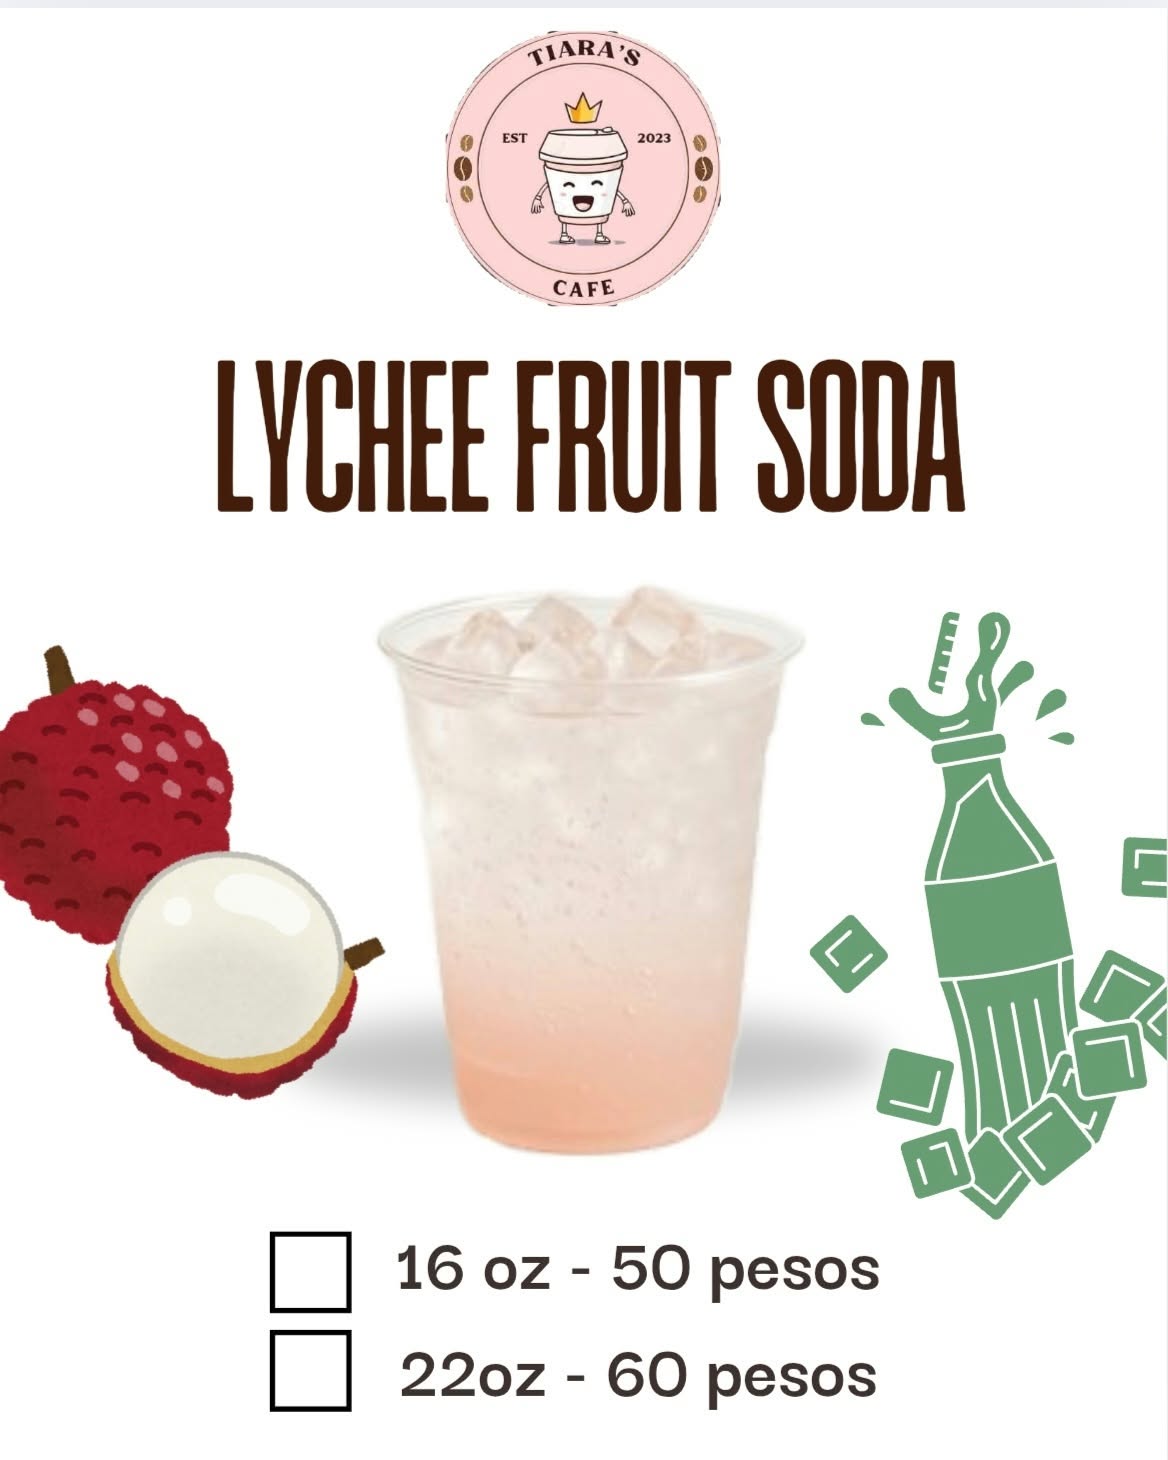 TIARA'S
EST 2023
CAFE
LYCHEE FRUIT SODA
16 oz - 50 pesos
22oz - 60 pesos